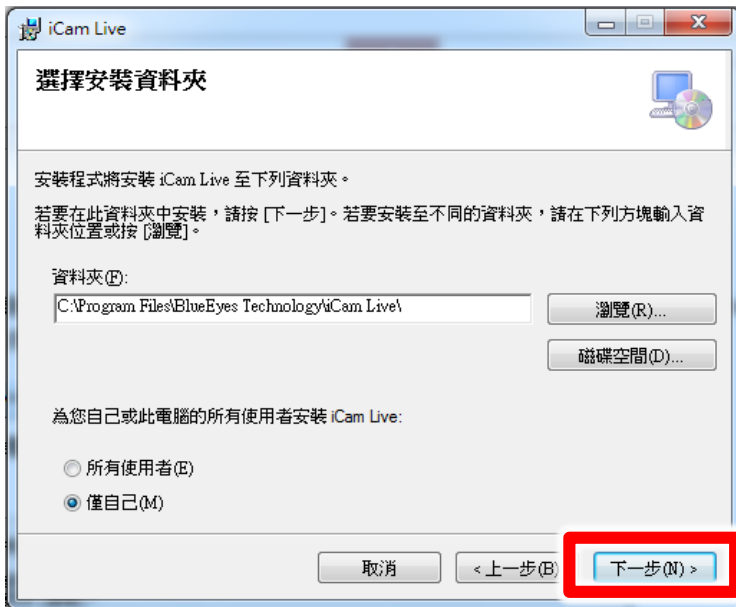 iCam Live
選擇安裝資料夾
安裝程式將安裝 iCam Live 至下列資料夾。
若要在此資料夾中安裝，請按 [下一步]。若要安裝至不同的資料夾，請在下列方塊輸入資
料夾位置或按 [瀏覽]。
資料夾(F):
C:\Program Files\BlueEyes Technology\iCam Live\
瀏覽(R)...
磁碟空間(D)...
為您自己或此電腦的所有使用者安裝 iCam Live:
所有使用者(E)
僅自己(M)
取消
<上一步(B)
下一步(N) >